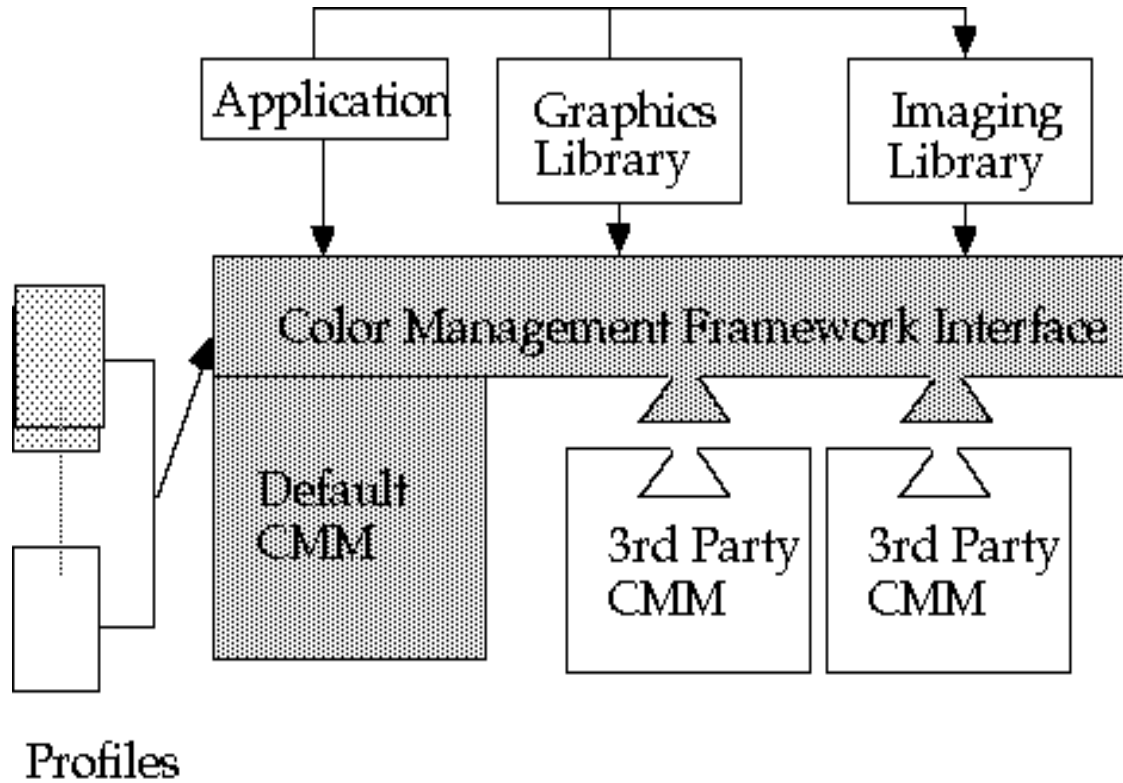 Application
Graphics
Library
Imaging
Library
Color Management Framework Interface
Default
CMM
3rd Party
CMM
3rd Party
CMM
Profiles